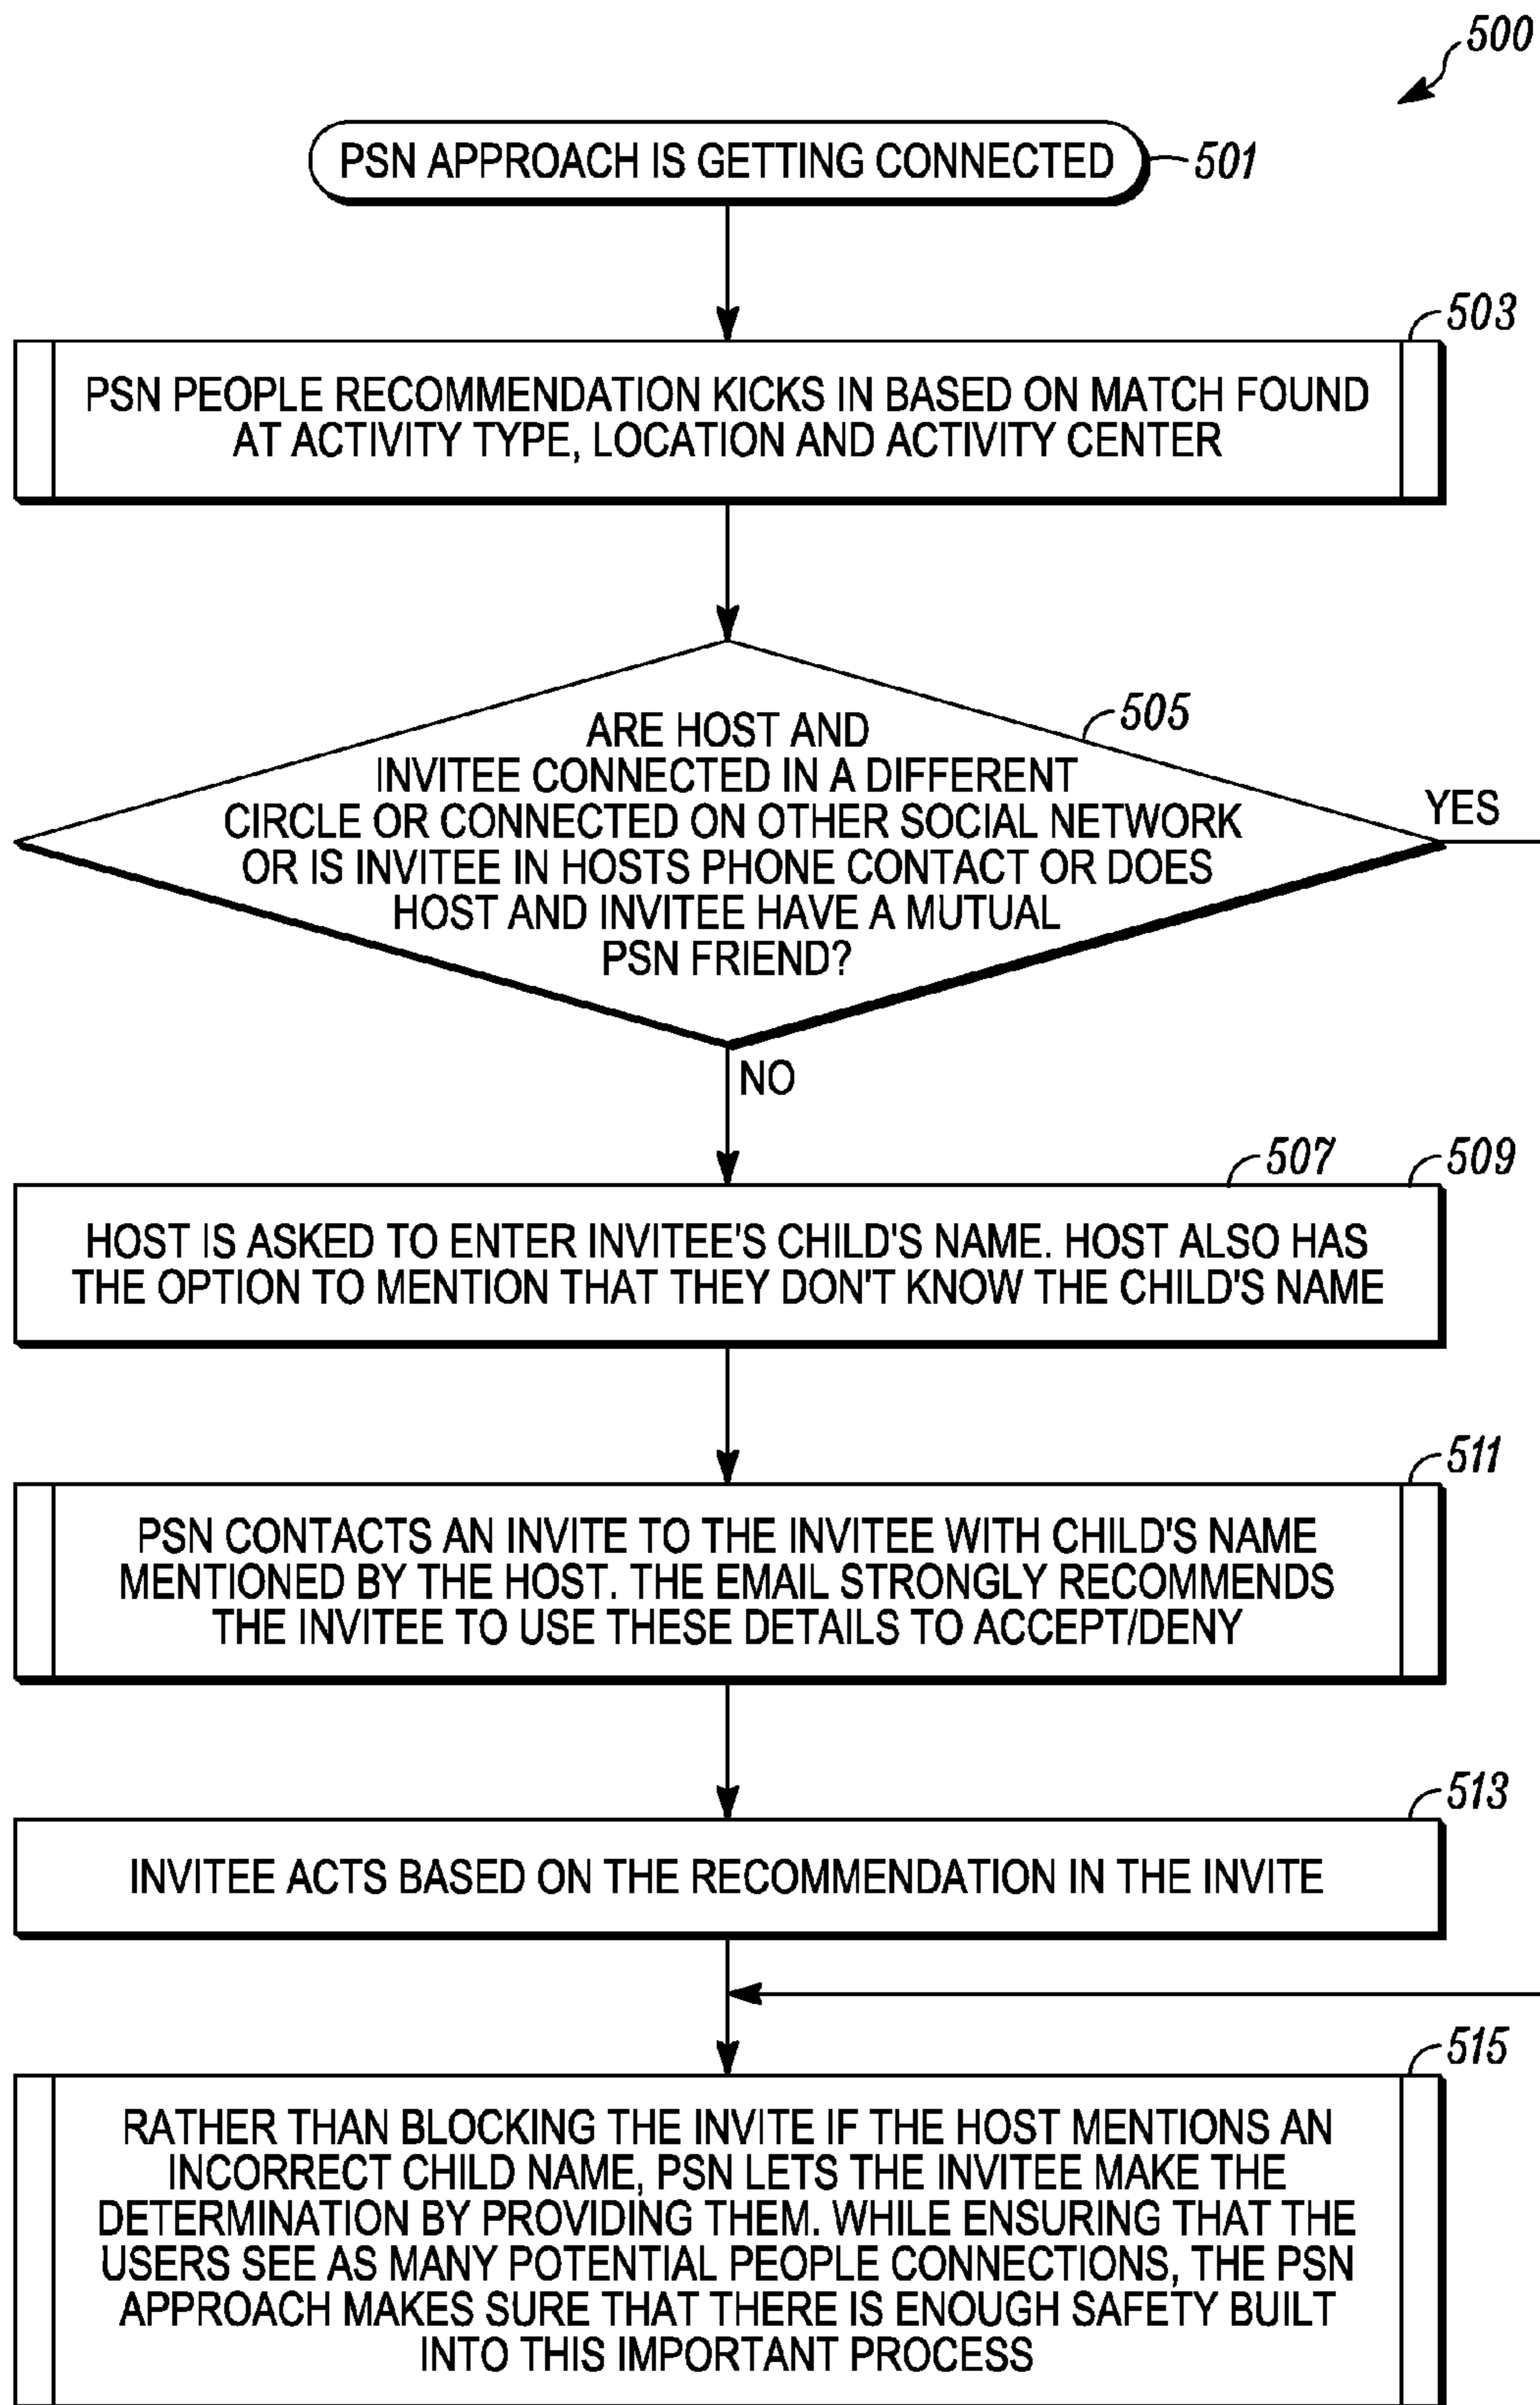 500
PSN APPROACH IS GETTING CONNECTED
501
503
PSN PEOPLE RECOMMENDATION KICKS IN BASED ON MATCH FOUND
AT ACTIVITY TYPE, LOCATION AND ACTIVITY CENTER
505
ARE HOST AND
INVITEE CONNECTED IN A DIFFERENT
CIRCLE OR CONNECTED ON OTHER SOCIAL NETWORK
OR IS INVITEE IN HOSTS PHONE CONTACT OR DOES
HOST AND INVITEE HAVE A MUTUAL
PSN FRIEND?
YES
NO
507
509
HOST IS ASKED TO ENTER INVITEE'S CHILD'S NAME. HOST ALSO HAS
THE OPTION TO MENTION THAT THEY DON'T KNOW THE CHILD'S NAME
511
PSN CONTACTS AN INVITE TO THE INVITEE WITH CHILD'S NAME
MENTIONED BY THE HOST. THE EMAIL STRONGLY RECOMMENDS
THE INVITEE TO USE THESE DETAILS TO ACCEPT/DENY
513
INVITEE ACTS BASED ON THE RECOMMENDATION IN THE INVITE
515
RATHER THAN BLOCKING THE INVITE IF THE HOST MENTIONS AN
INCORRECT CHILD NAME, PSN LETS THE INVITEE MAKE THE
DETERMINATION BY PROVIDING THEM. WHILE ENSURING THAT THE
USERS SEE AS MANY POTENTIAL PEOPLE CONNECTIONS, THE PSN
APPROACH MAKES SURE THAT THERE IS ENOUGH SAFETY BUILT
INTO THIS IMPORTANT PROCESS